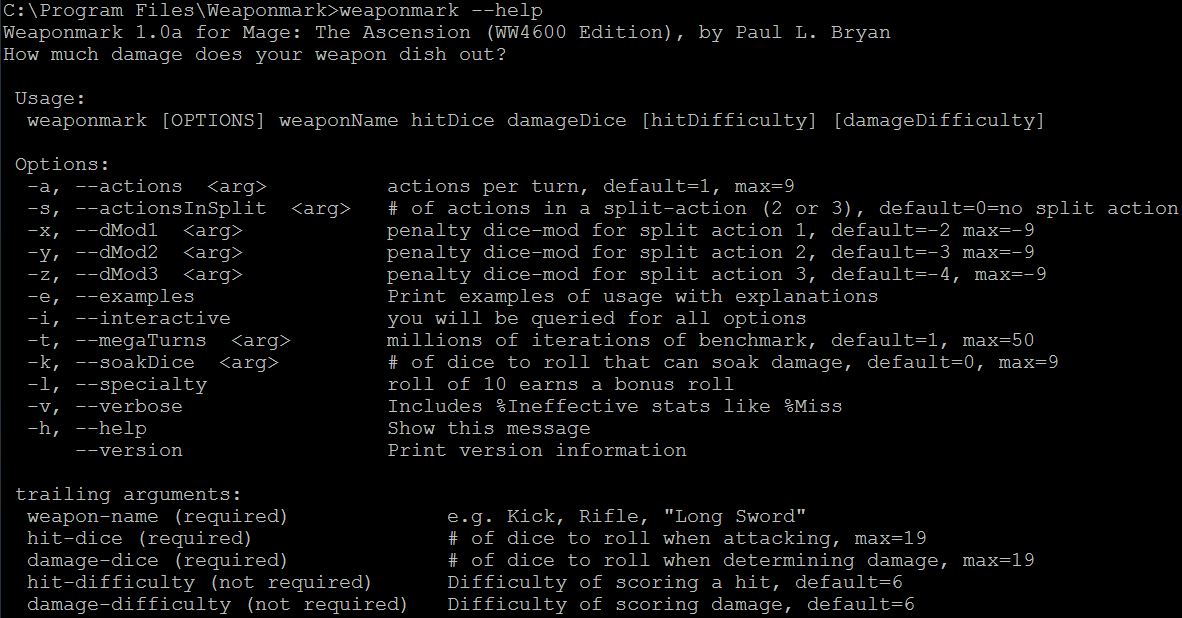 C:\Program Files\Weaponmark>weaponmark --help
Weaponmark 1.0a for Mage: The Ascension (WW4600 Edition), by Paul L. Bryan
How much damage does your weapon dish out?
Usage:
weaponmark [OPTIONS] weaponName hitDice damageDice [hitDifficulty] [damageDifficulty]
Options:
-a, --actions <arg> actions per turn, default=1, max=9
-s, --actionsInSplit <arg> # of actions in a split-action (2 or 3), default=0=no split action
-x, --dMod1 <arg> penalty dice-mod for split action 1, default=-2 max=-9
-y, --dMod2 <arg> penalty dice-mod for split action 2, default=-3 max=-9
-z, --dMod3 <arg> penalty dice-mod for split action 3, default=-4, max=-9
-e, --examples Print examples of usage with explanations
-i, --interactive you will be queried for all options
-t, --megaTurns <arg> millions of iterations of benchmark, default=1, max=50
-k, --soakDice <arg> # of dice to roll that can soak damage, default=0, max=9
-l, --specialty roll of 10 earns a bonus roll
-v, --verbose Includes %Ineffective stats like %Miss
-h, --help Show this message
--version Print version information
trailing arguments:
weapon-name (required) e.g. Kick, Rifle, "Long Sword"
hit-dice (required) # of dice to roll when attacking, max=19
damage-dice (required) # of dice to roll when determining damage, max=19
hit-difficulty (not required) Difficulty of scoring a hit, default=6
damage-difficulty (not required) Difficulty of scoring damage, default=6